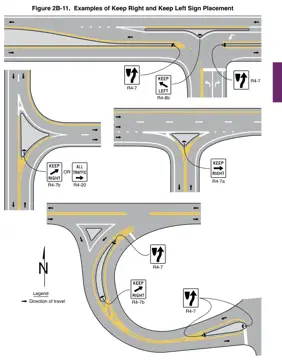 Figure 2B-11. Examples of Keep Right and Keep Left Sign Placement
R4-7
KEEP
LEFT
R4-8b
R4-7
KEEP
RIGHT
R4-7b
OR
ALL
TRAFFIC
R4-20
KEEP
RIGHT
R4-7a
R4-7
KEEP
RIGHT
R4-7b
R4-7
N
Legend
Direction of travel